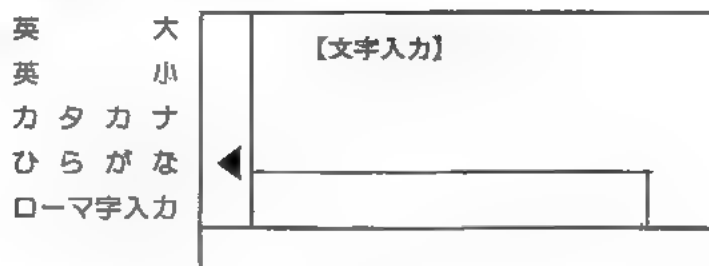 英大
英小
カタカナ
ひらがな
ローマ字入力
【文字入力】